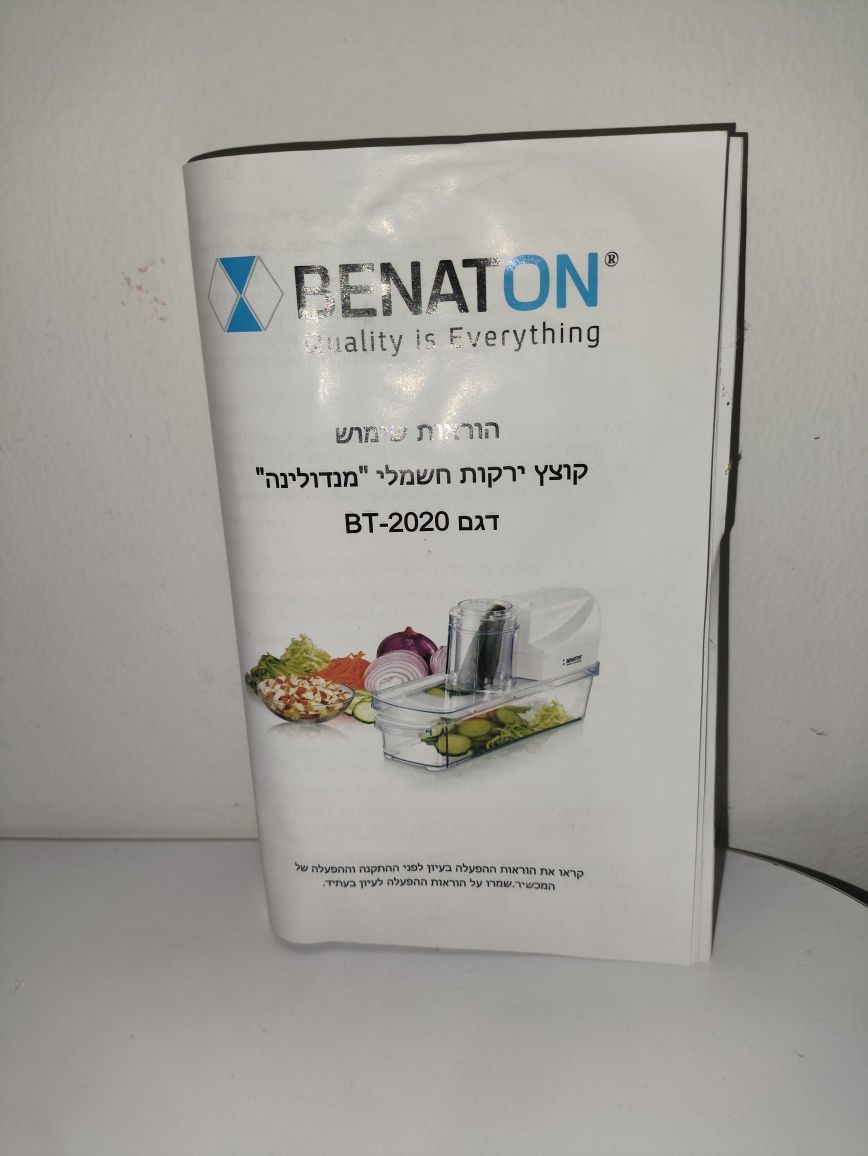 BENATON®
Quality is Everything
הוראות שימוש
קוצץ ירקות חשמלי "מנדולינה"
דגם BT-2020
BENATON
קראו את הוראות ההפעלה בעיון לפני ההתקנה וההפעלה של
המכשיר.שמרו על הוראות ההפעלה לעיון בעתיד.